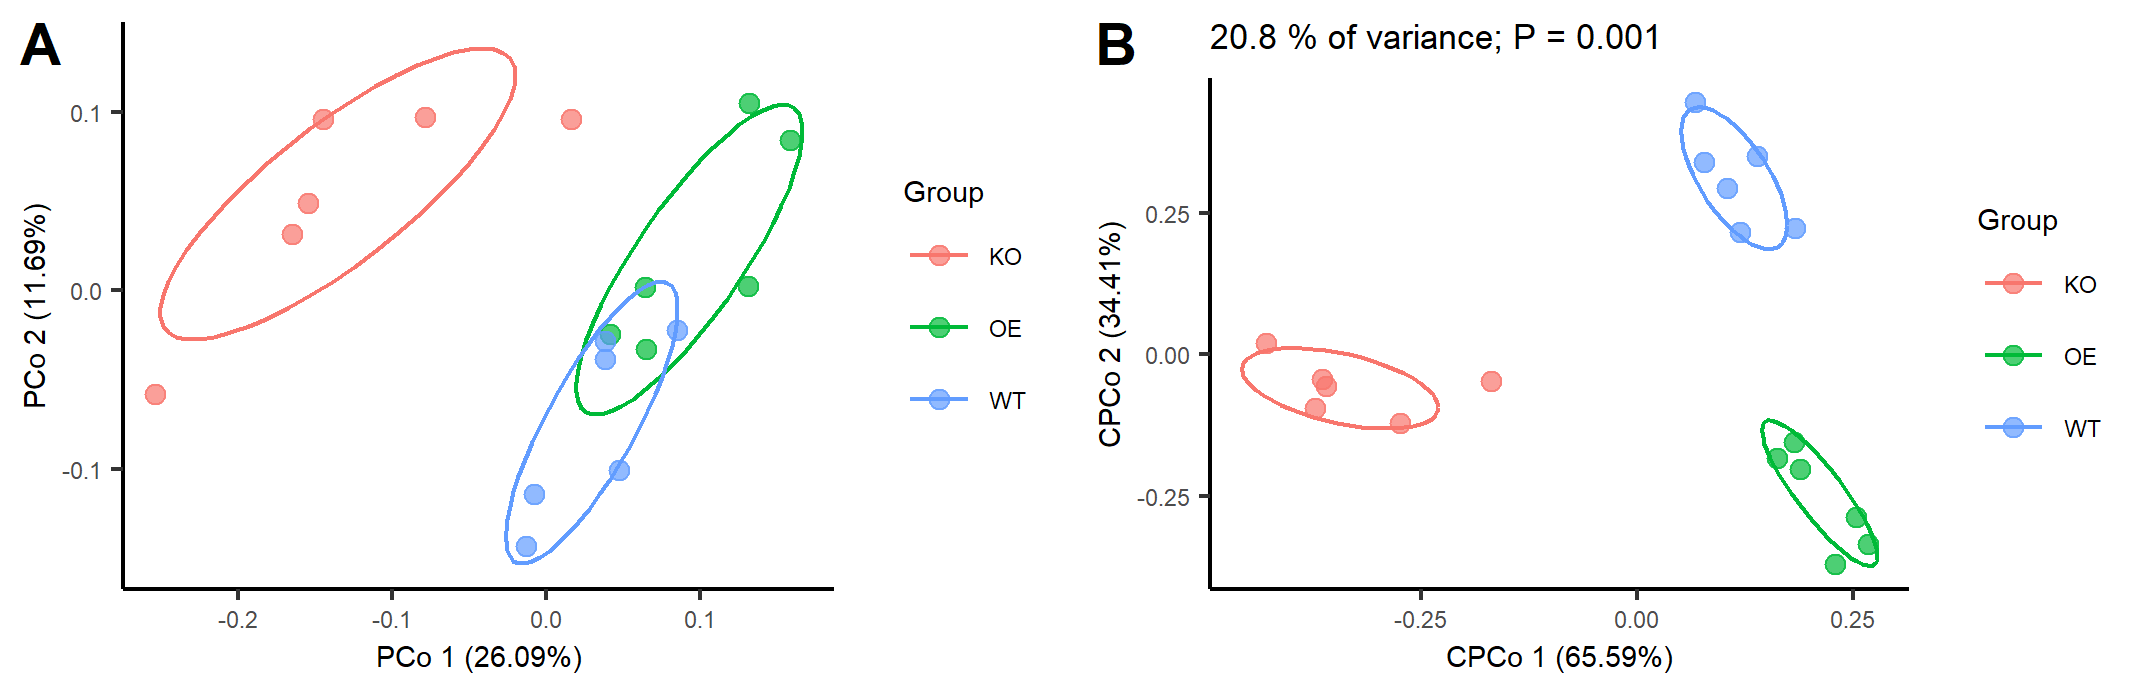 A
PCo 2 (11.69%)
0.1
0.0
-0.1
-0.2
-0.1
0.0
0.1
PCo 1 (26.09%)
Group
KO
OE
WT
B
20.8 % of variance; P = 0.001
CPCo 2 (34.41%)
0.25
0.00
-0.25
-0.25
0.00
0.25
CPCo 1 (65.59%)
Group
KO
OE
WT